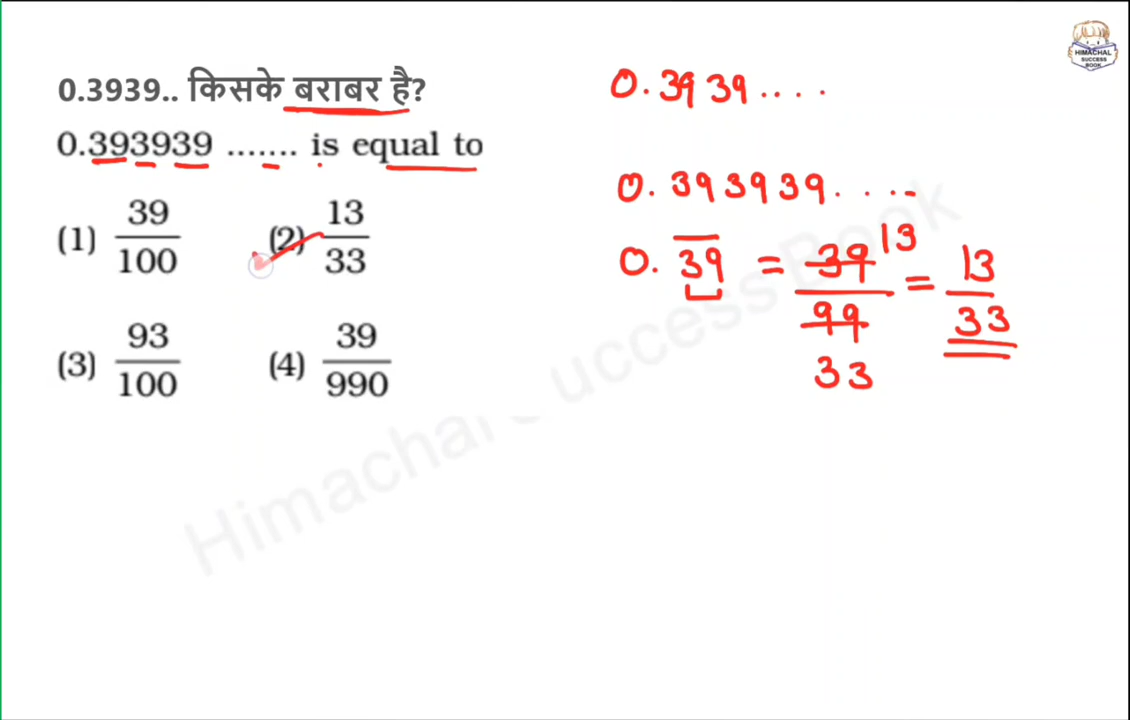 HIMACHAL
SUCCESS
BOOK
0.3939.. किसके बराबर है?
0.393939 ....... is equal to
(1) 39/100
(2) 13/33
(3) 93/100
(4) 39/990
0.3939....
0.393939....
0.3̅9̅ = 39/99 13 33 = 13/33
Himachal Success Book